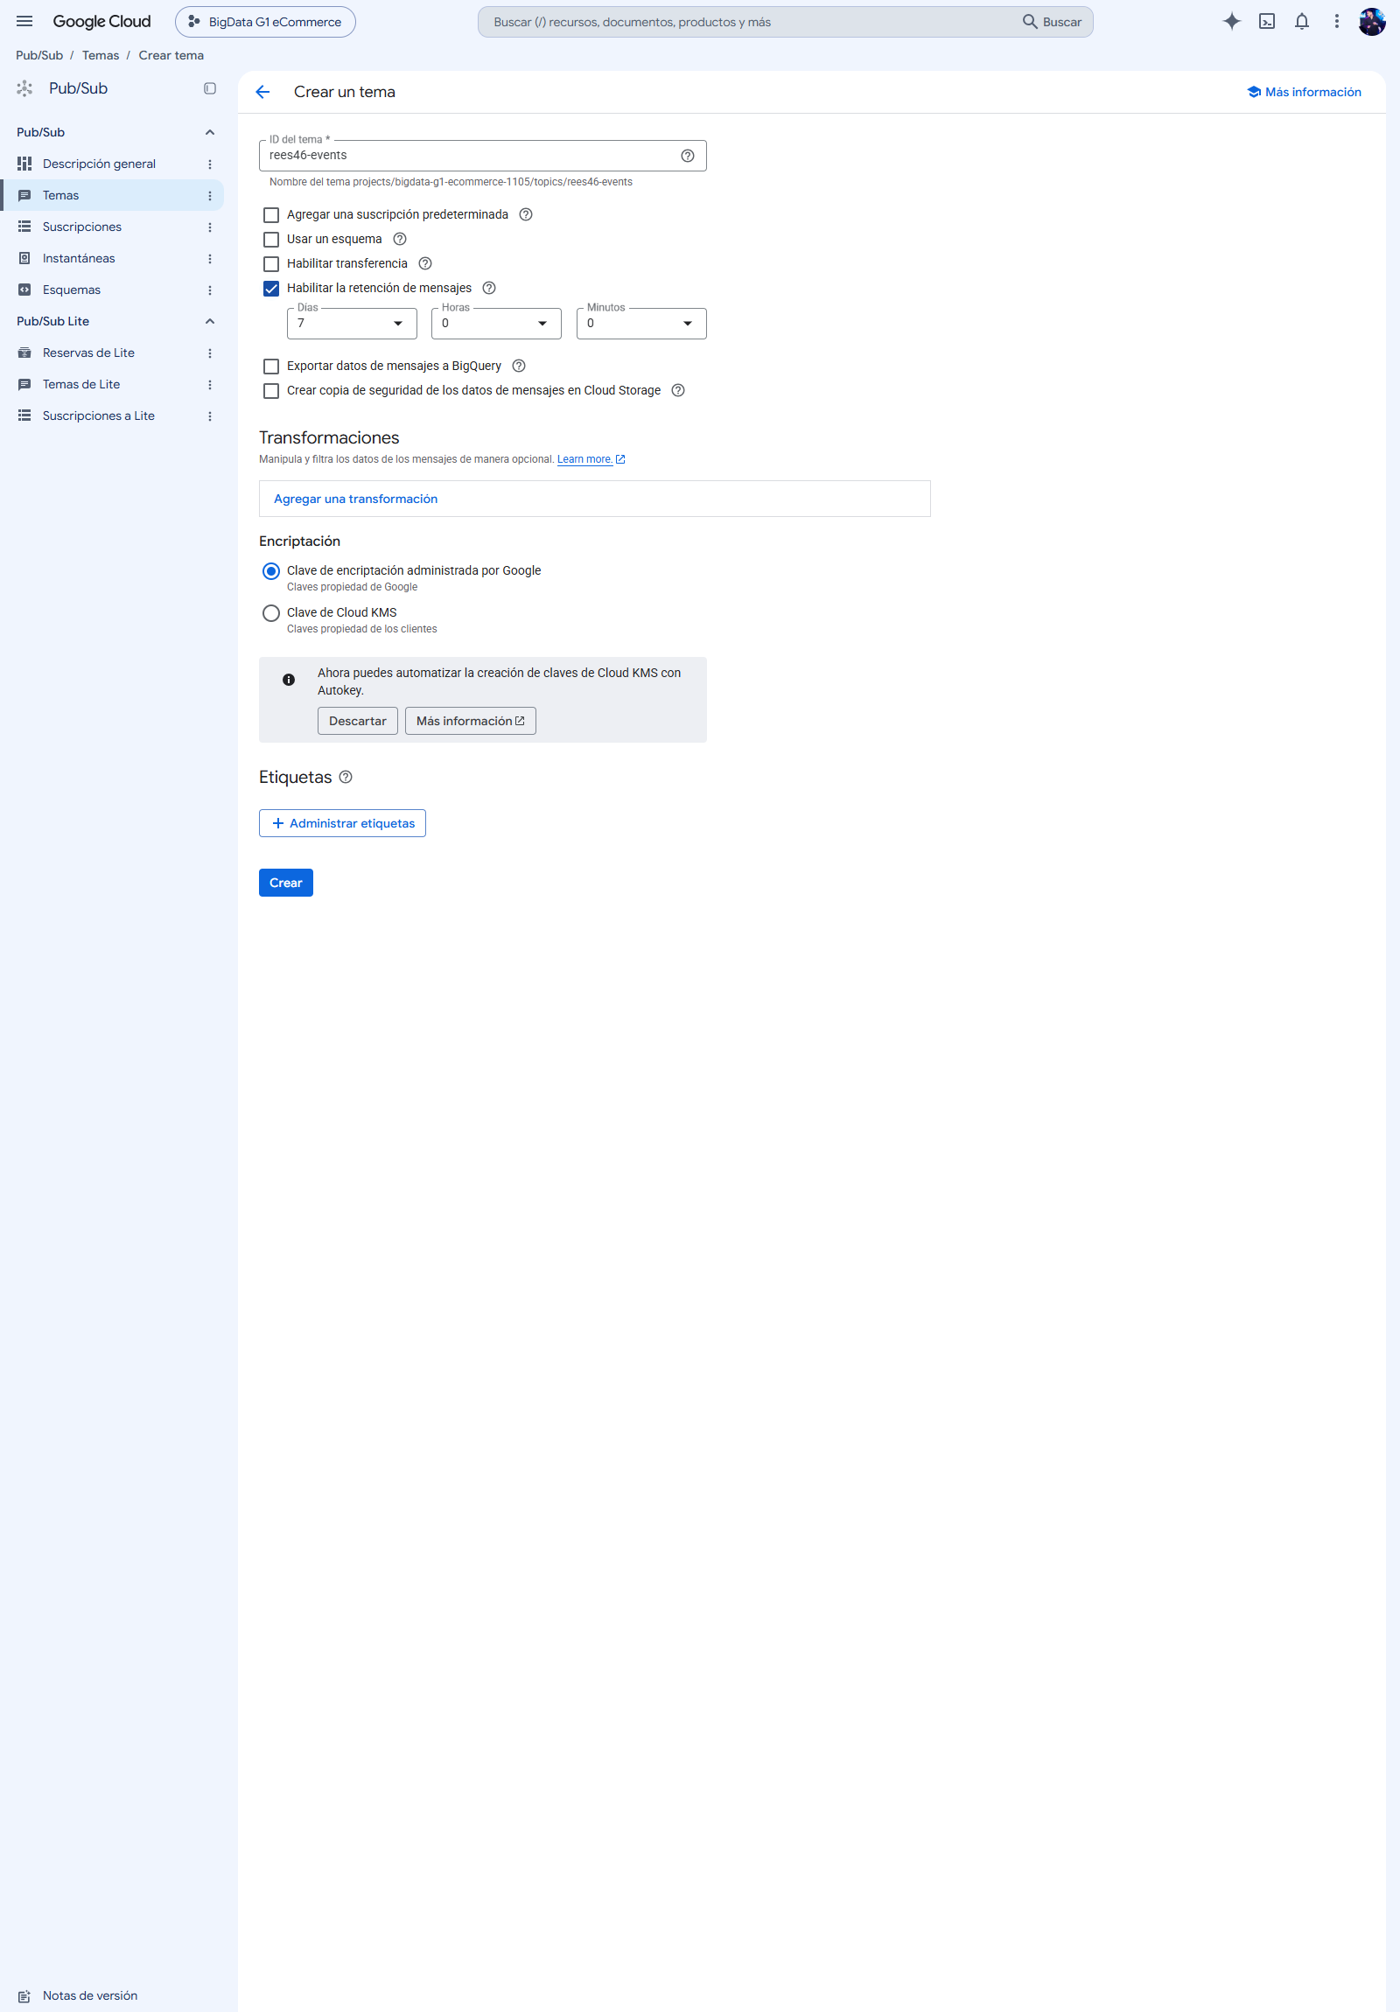 Google Cloud
BigData G1 eCommerce
Buscar (/) recursos, documentos, productos y más
Buscar
Pub/Sub / Temas / Crear tema
Pub/Sub
Pub/Sub
Descripción general
Temas
Suscripciones
Instantáneas
Esquemas
Pub/Sub Lite
Reservas de Lite
Temas de Lite
Suscripciones a Lite
Notas de versión
Crear un tema
Más información
ID del tema *
rees46-events
Nombre del tema projects/bigdata-g1-ecommerce-1105/topics/rees46-events
Agregar una suscripción predeterminada
Usar un esquema
Habilitar transferencia
Habilitar la retención de mensajes
Días
7
Horas
0
Minutos
0
Exportar datos de mensajes a BigQuery
Crear copia de seguridad de los datos de mensajes en Cloud Storage
Transformaciones
Manipula y filtra los datos de los mensajes de manera opcional. Learn more.
Agregar una transformación
Encriptación
Clave de encriptación administrada por Google
Claves propiedad de Google
Clave de Cloud KMS
Claves propiedad de los clientes
Ahora puedes automatizar la creación de claves de Cloud KMS con
Autokey.
Descartar
Más información
Etiquetas
+ Administrar etiquetas
Crear